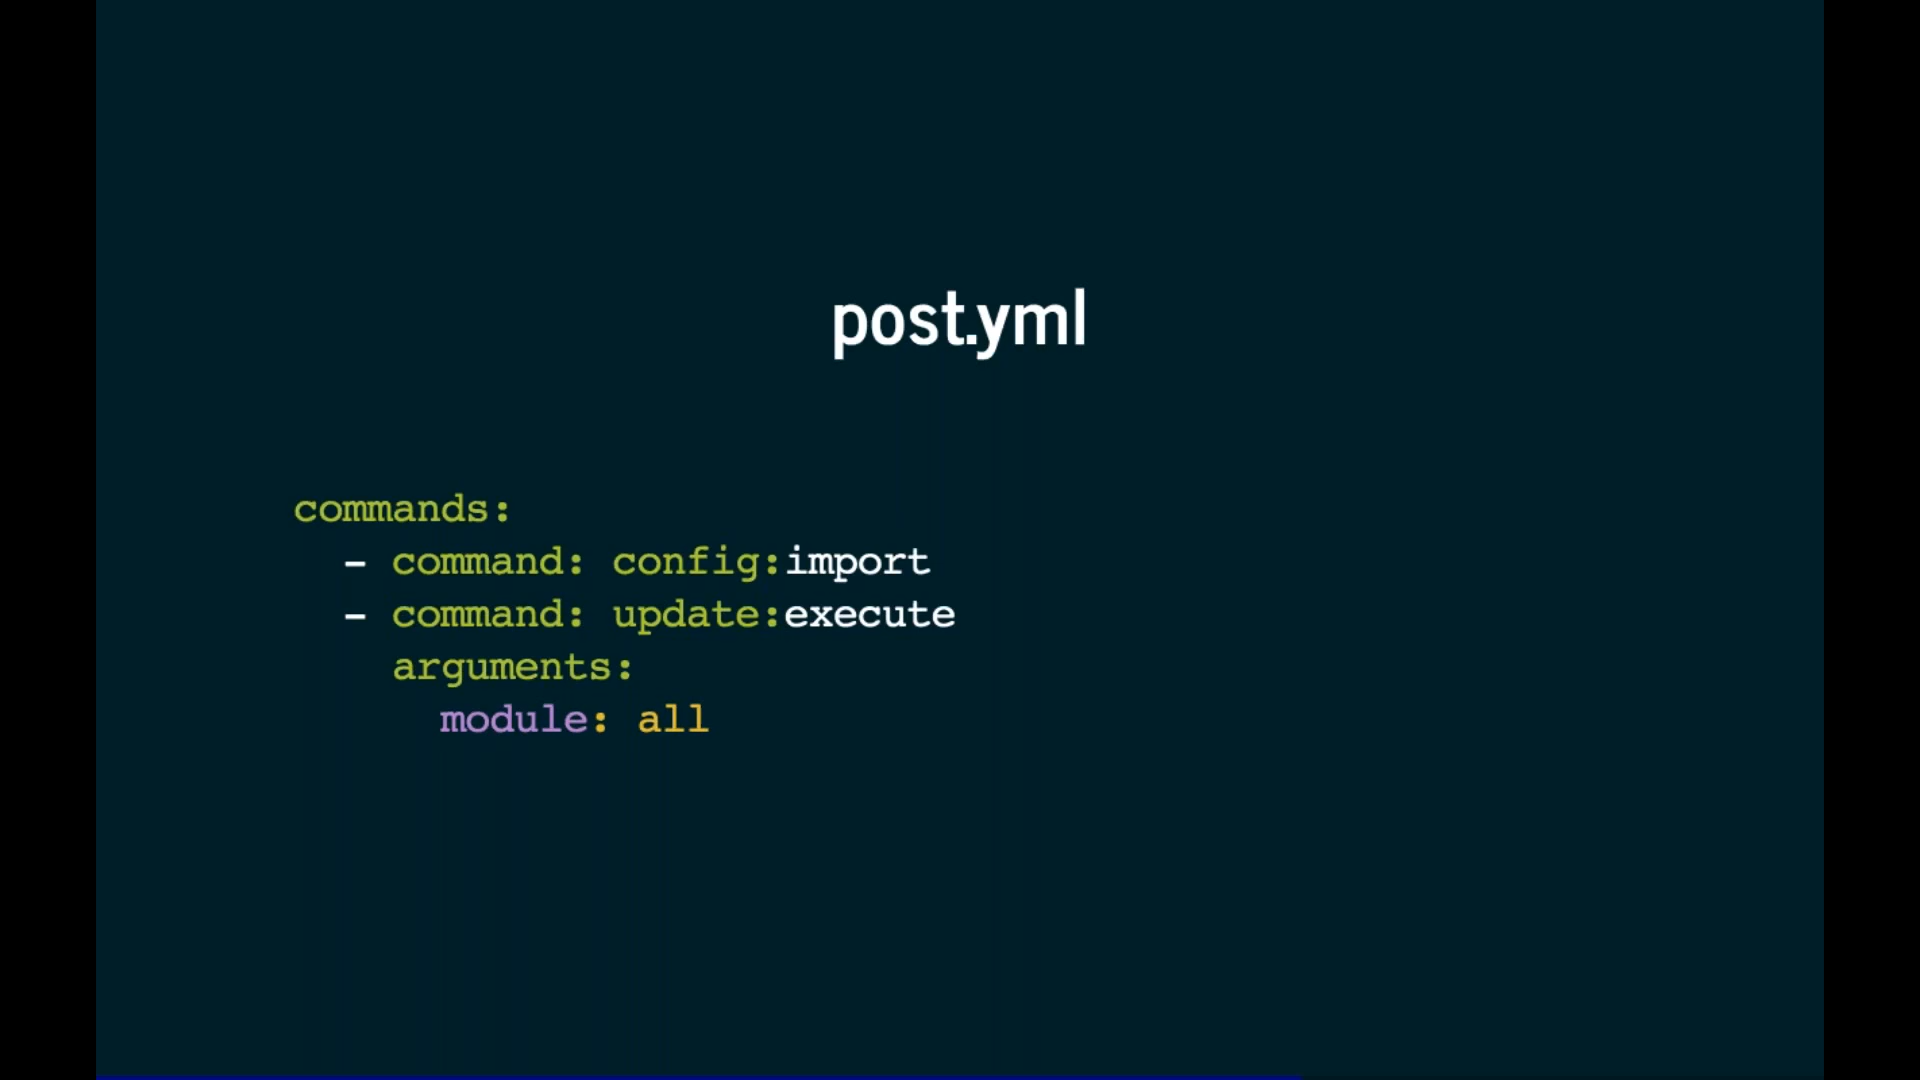 post.yml
commands:
- command: config:import
- command: update:execute
arguments:
module: all